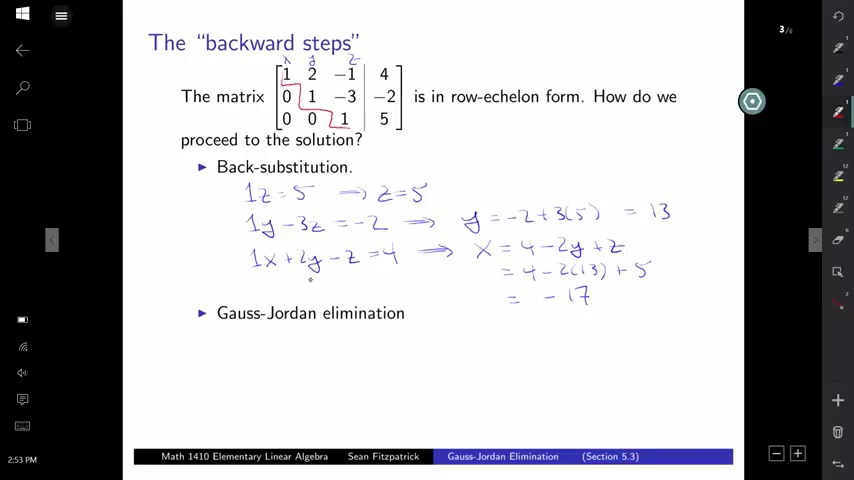 The “backward steps”
3/6
x y z
1 2 −1 4
The matrix 0 1 −3 −2 is in row-echelon form. How do we
0 0 1 5
proceed to the solution?
Back-substitution.
1z = 5 ⟹ z = 5
1y − 3z = −2 ⟹ y = −2 + 3(5) = 13
1x + 2y − z = 4 ⟹ x = 4 − 2y + z
= 4 − 2(13) + 5
= −17
Gauss-Jordan elimination
Math 1410 Elementary Linear Algebra Sean Fitzpatrick Gauss-Jordan Elimination (Section 5.3)
2:53 PM